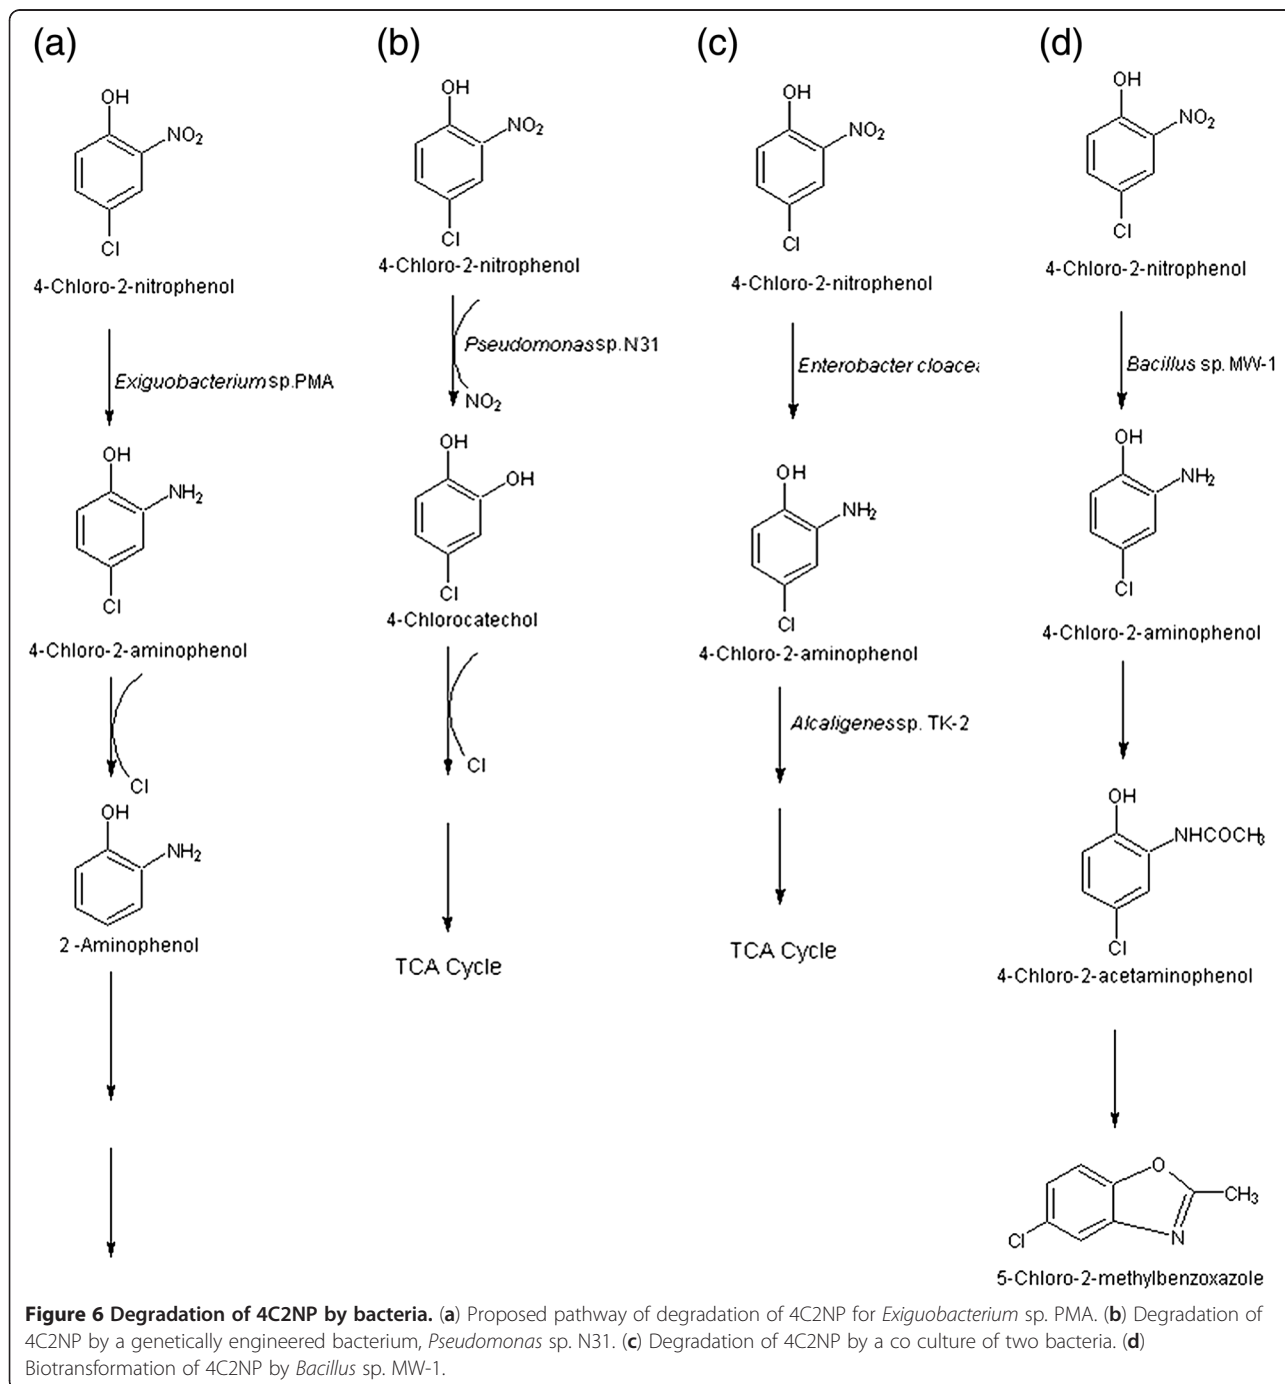 (a)
OH
NO2
Cl
4-Chloro-2-nitrophenol
Exiguobacterium sp. PMA
OH
NH2
Cl
4-Chloro-2-aminophenol
Cl
OH
NH2
2 -Aminophenol
(b)
OH
NO2
Cl
4-Chloro-2-nitrophenol
Pseudomonas sp. N31
NO2
OH
OH
Cl
4-Chlorocatechol
Cl
TCA Cycle
(c)
OH
NO2
Cl
4-Chloro-2-nitrophenol
Enterobacter cloacea
OH
NH2
Cl
4-Chloro-2-aminophenol
Alcaligenes sp. TK-2
TCA Cycle
(d)
OH
NO2
Cl
4-Chloro-2-nitrophenol
Bacillus sp. MW-1
OH
NH2
Cl
4-Chloro-2-aminophenol
OH
NHCOCH3
Cl
4-Chloro-2-acetaminophenol
O
CH3
N
Cl
5-Chloro-2-methylbenzoxazole
Figure 6 Degradation of 4C2NP by bacteria. (a) Proposed pathway of degradation of 4C2NP for Exiguobacterium sp. PMA. (b) Degradation of
4C2NP by a genetically engineered bacterium, Pseudomonas sp. N31. (c) Degradation of 4C2NP by a co culture of two bacteria. (d)
Biotransformation of 4C2NP by Bacillus sp. MW-1.